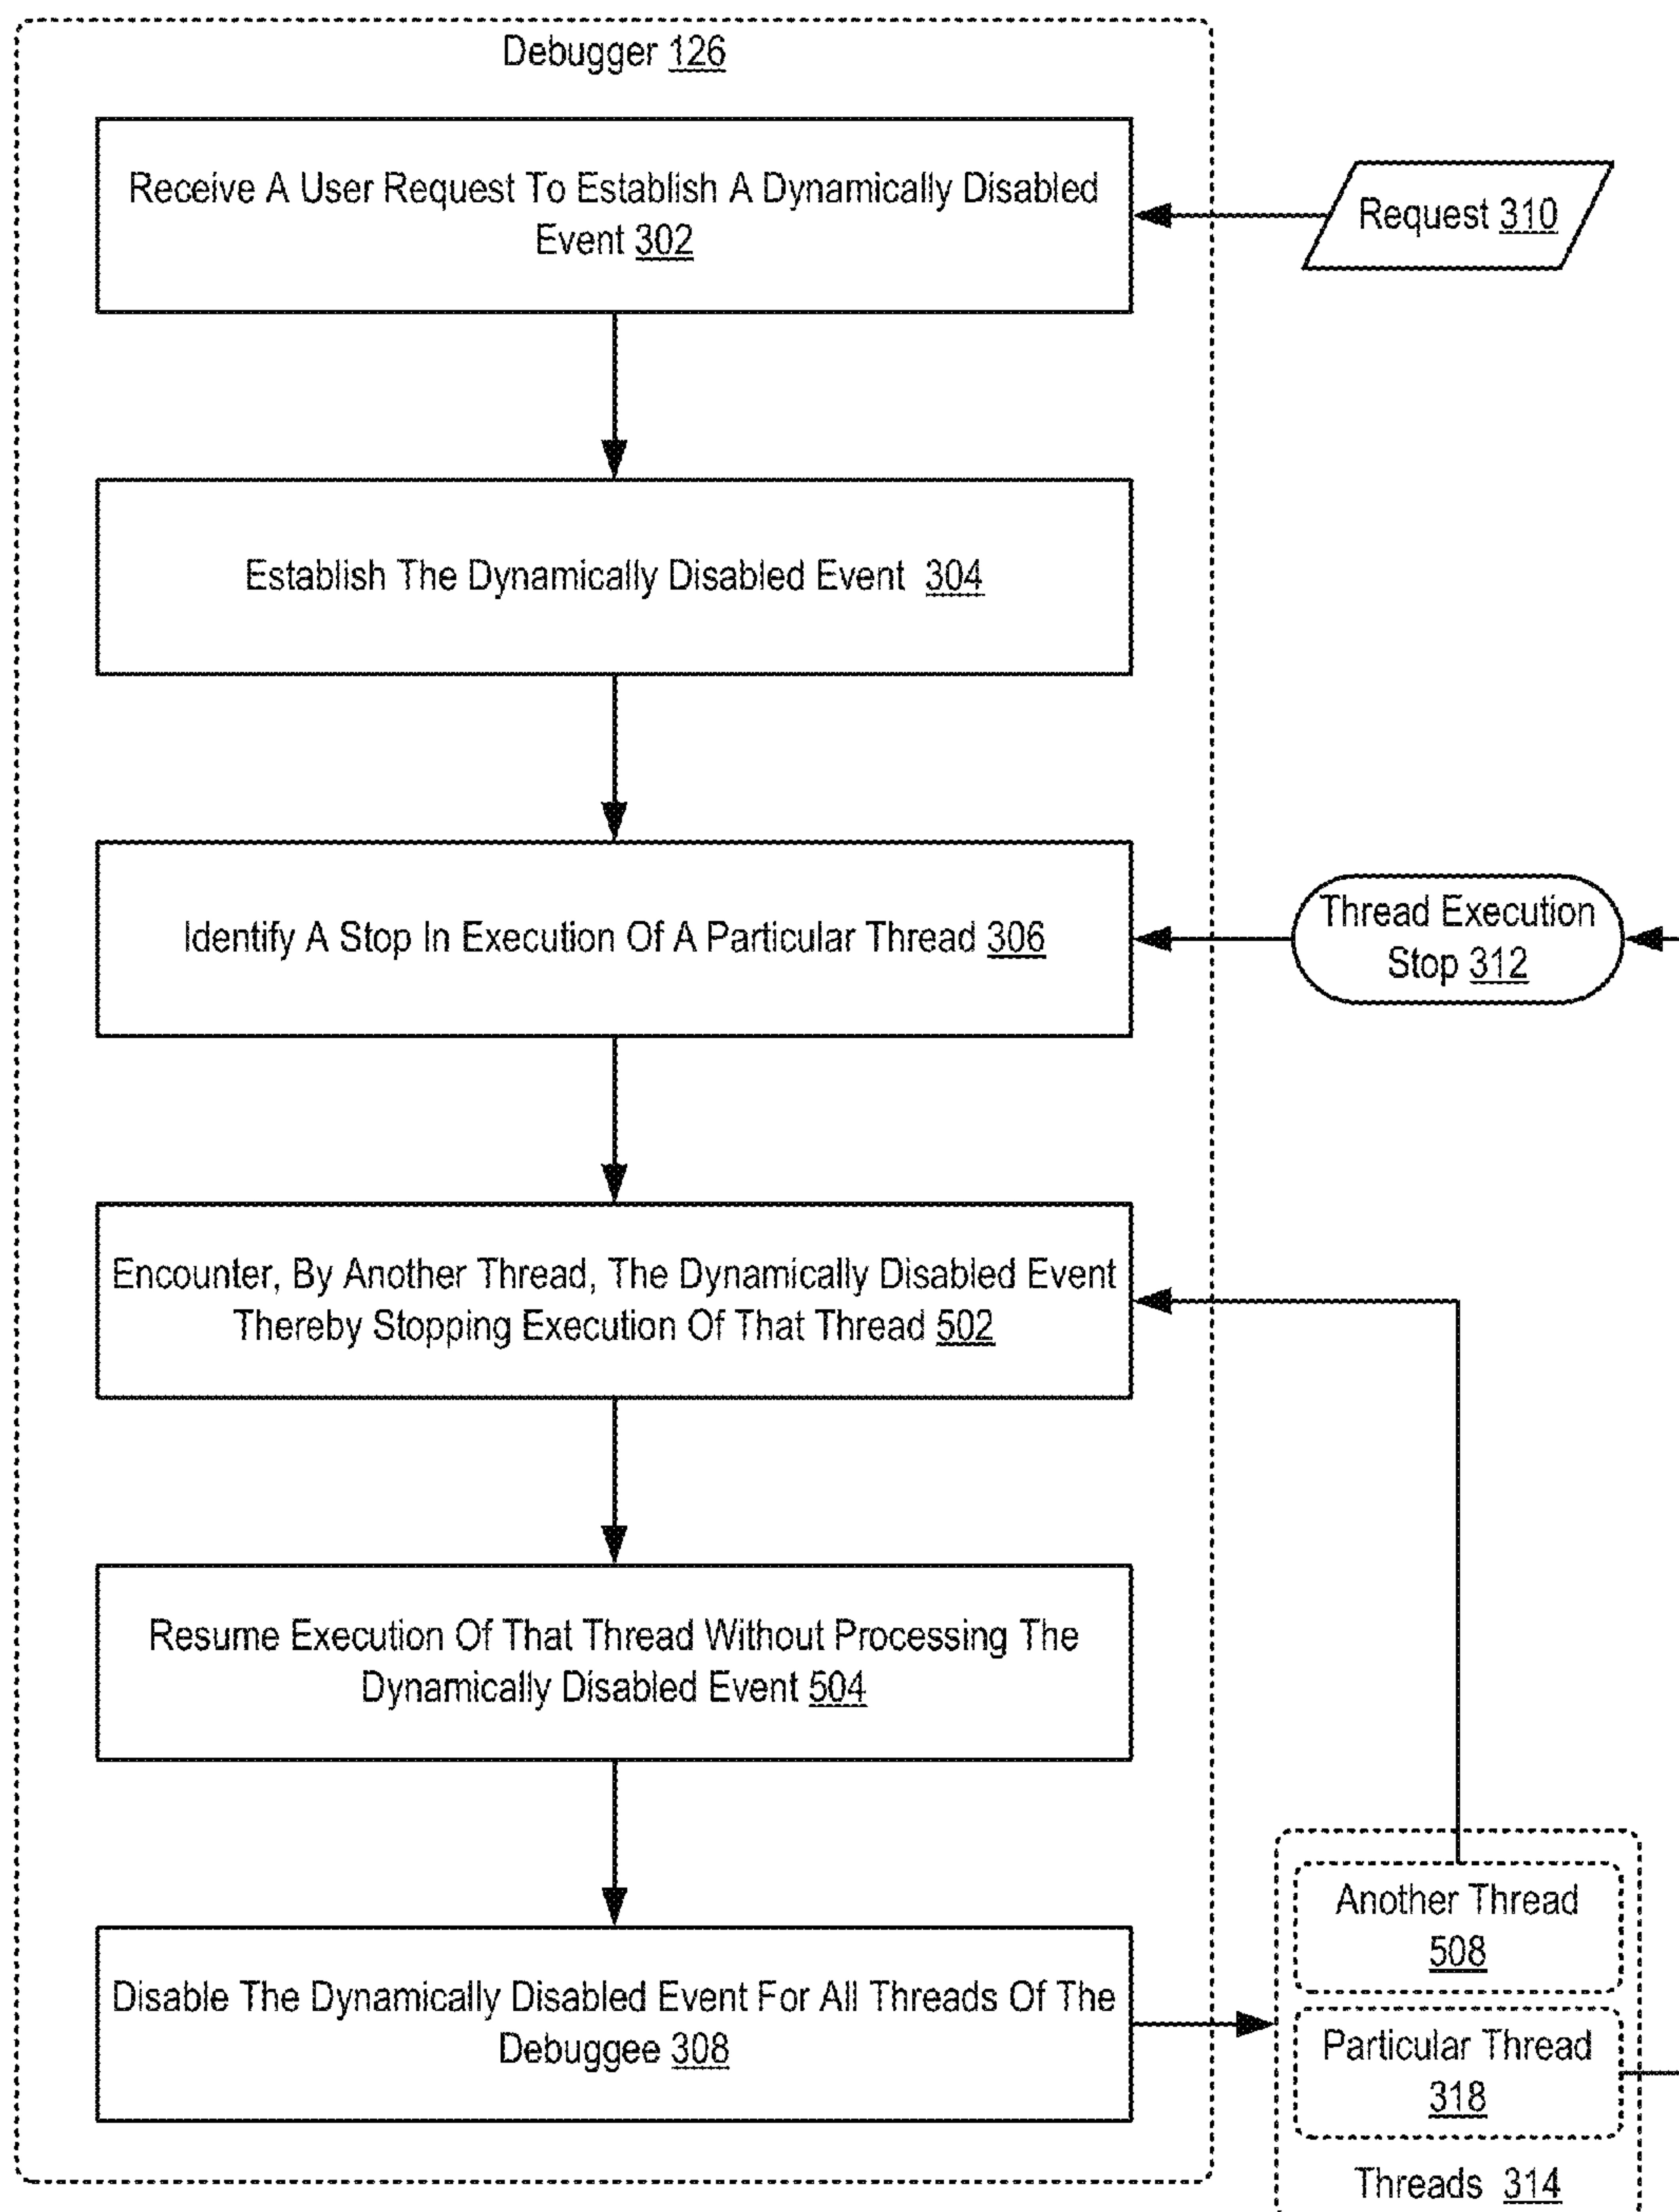 Debugger 126
Receive A User Request To Establish A Dynamically Disabled
Event 302
Request 310
Establish The Dynamically Disabled Event 304
Identify A Stop In Execution Of A Particular Thread 306
Thread Execution
Stop 312
Encounter, By Another Thread, The Dynamically Disabled Event
Thereby Stopping Execution Of That Thread 502
Resume Execution Of That Thread Without Processing The
Dynamically Disabled Event 504
Another Thread
508
Disable The Dynamically Disabled Event For All Threads Of The
Debuggee 308
Particular Thread
318
Threads 314